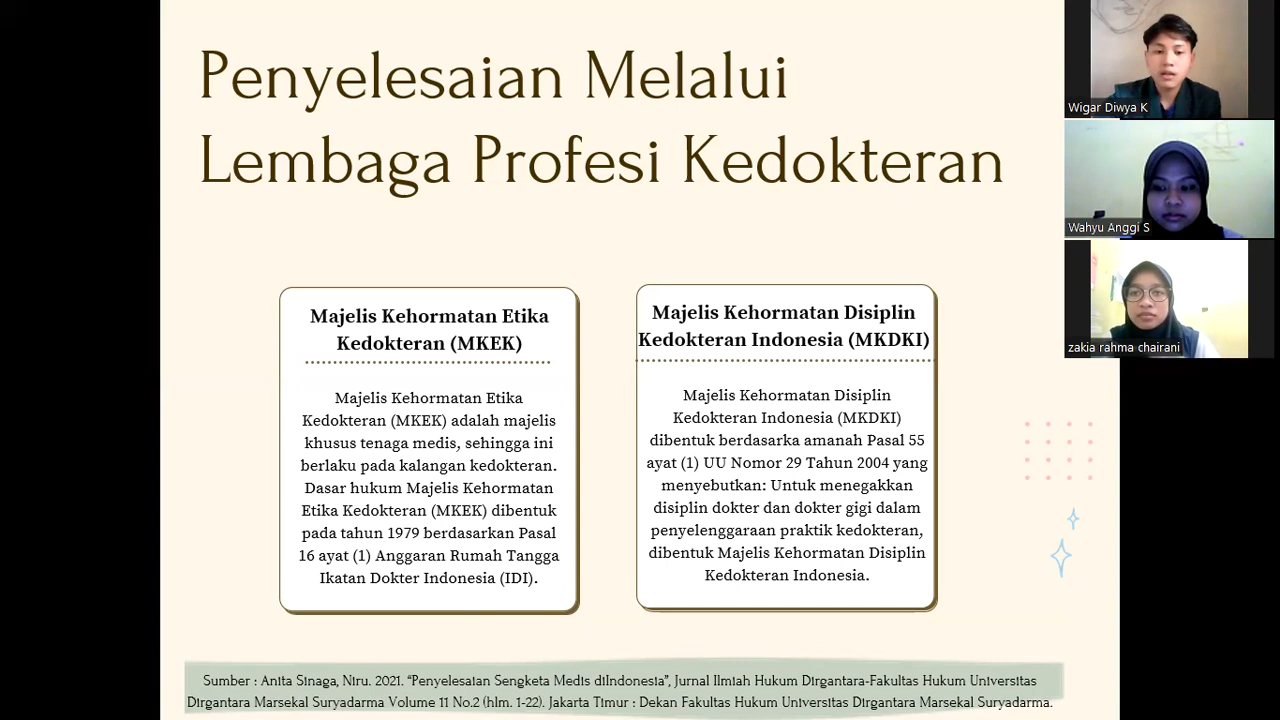 Penyelesaian Melalui
Lembaga Profesi Kedokteran
Majelis Kehormatan Etika
Kedokteran (MKEK)
Majelis Kehormatan Etika
Kedokteran (MKEK) adalah majelis
khusus tenaga medis, sehingga ini
berlaku pada kalangan kedokteran.
Dasar hukum Majelis Kehormatan
Etika Kedokteran (MKEK) dibentuk
pada tahun 1979 berdasarkan Pasal
16 ayat (1) Anggaran Rumah Tangga
Ikatan Dokter Indonesia (IDI).
Majelis Kehormatan Disiplin
Kedokteran Indonesia (MKDKI)
Majelis Kehormatan Disiplin
Kedokteran Indonesia (MKDKI)
dibentuk berdasarka amanah Pasal 55
ayat (1) UU Nomor 29 Tahun 2004 yang
menyebutkan: Untuk menegakkan
disiplin dokter dan dokter gigi dalam
penyelenggaraan praktik kedokteran,
dibentuk Majelis Kehormatan Disiplin
Kedokteran Indonesia.
Sumber : Anita Sinaga, Niru. 2021. “Penyelesaian Sengketa Medis diIndonesia”, Jurnal Ilmiah Hukum Dirgantara-Fakultas Hukum Universitas
Dirgantara Marsekal Suryadarma Volume 11 No.2 (hlm. 1-22). Jakarta Timur : Dekan Fakultas Hukum Universitas Dirgantara Marsekal Suryadarma.
Wigar Diwya K
Wahyu Anggi S
zakia rahma chairani